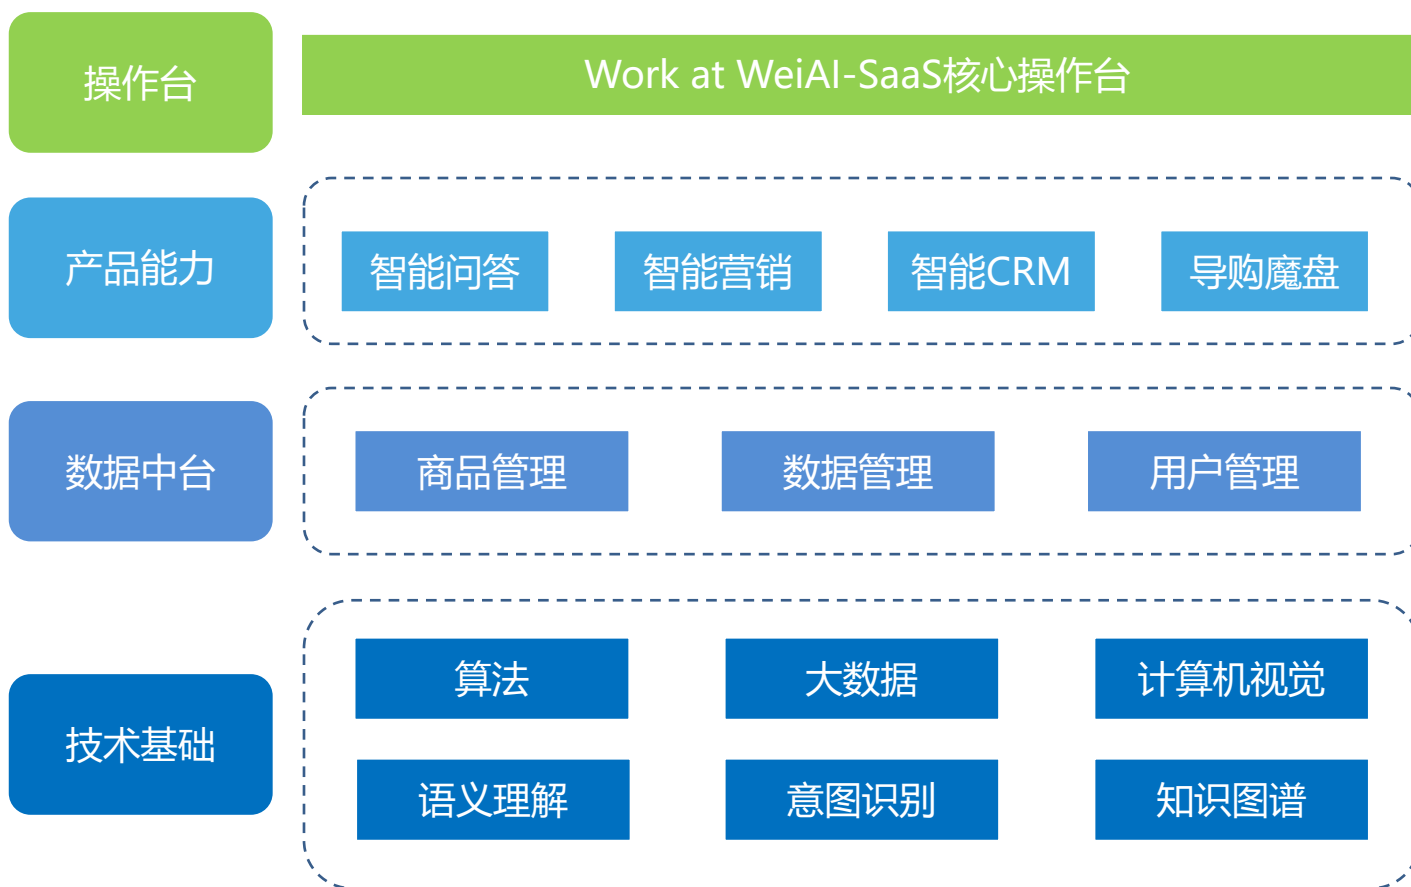 操作台
Work at WeiAI-SaaS核心操作台
产品能力
智能问答
智能营销
智能CRM
导购魔盘
数据中台
商品管理
数据管理
用户管理
技术基础
算法
大数据
计算机视觉
语义理解
意图识别
知识图谱